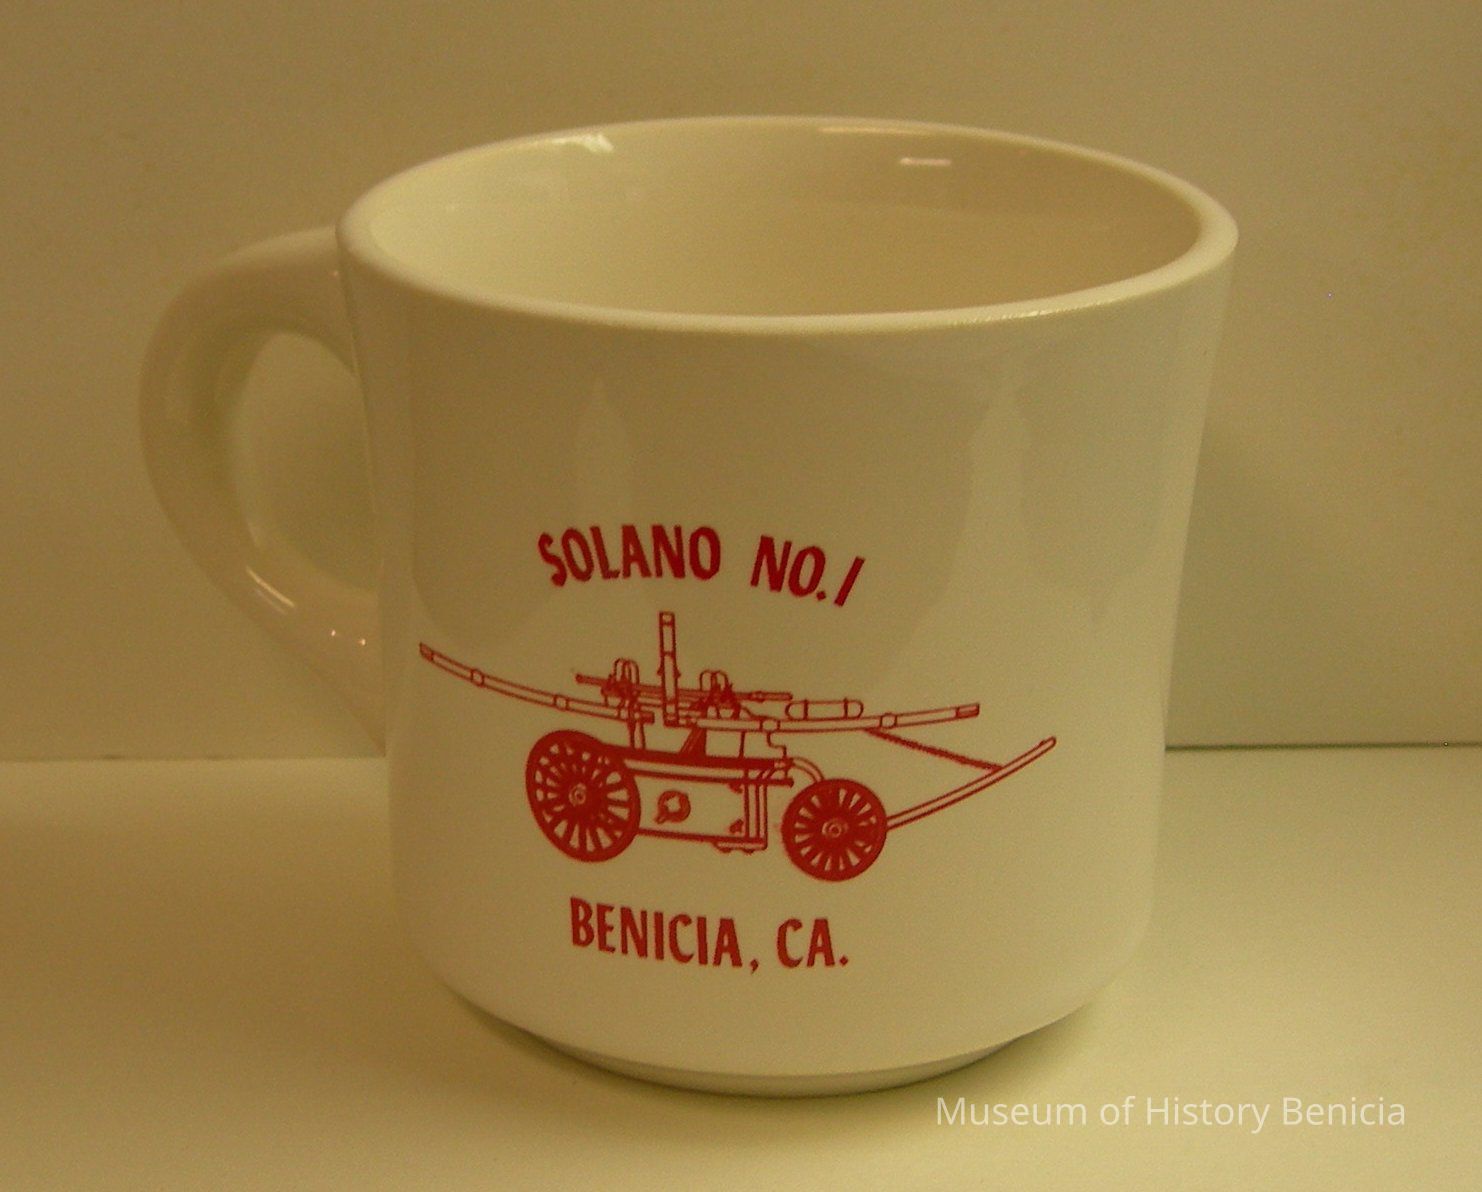 SOLANO NO. 1
BENICIA, CA.
Museum of History Benicia